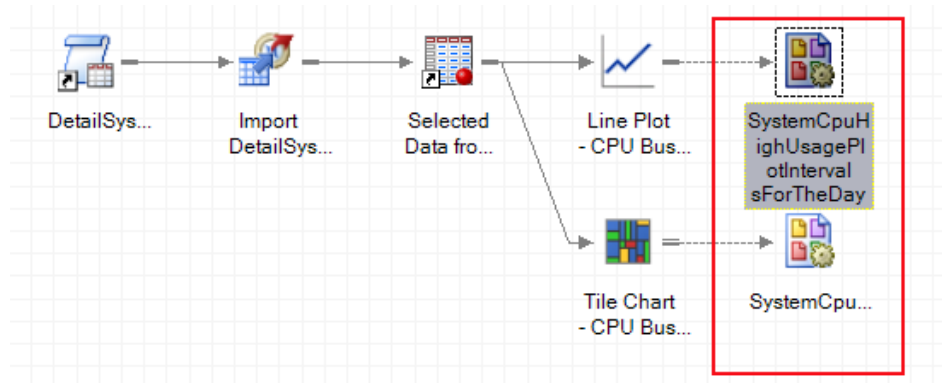 DetailSys...
Import
DetailSys...
Selected
Data fro...
Line Plot
- CPU Bus...
SystemCpuH
ighUsagePl
otInterval
sForTheDay
Tile Chart
- CPU Bus...
SystemCpu...